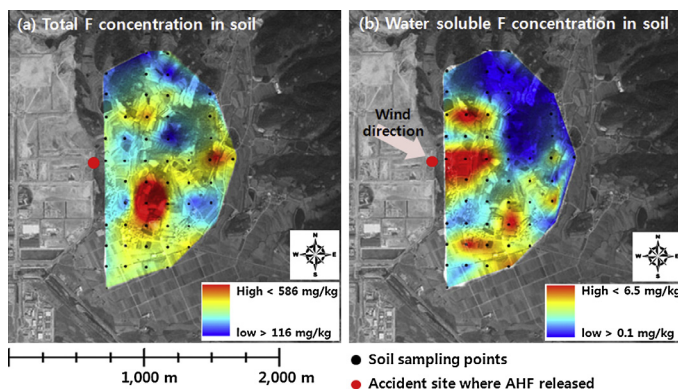 (a) Total F concentration in soil
(b) Water soluble F concentration in soil
Wind
direction
N
W E
S
N
W E
S
High < 586 mg/kg
low > 116 mg/kg
High < 6.5 mg/kg
low > 0.1 mg/kg
1,000 m
2,000 m
Soil sampling points
Accident site where AHF released